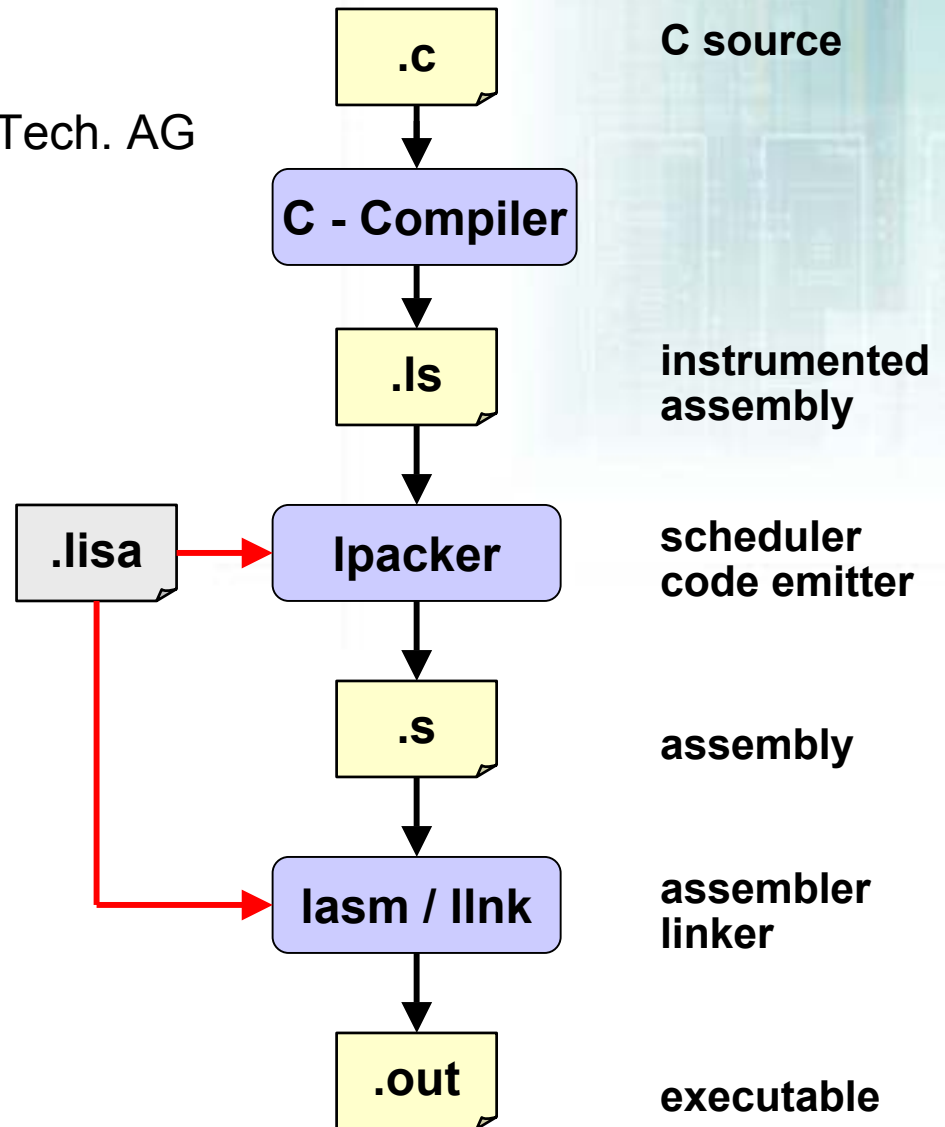 .c
C source
Tech. AG
C - Compiler
.ls
instrumented
assembly
.lisa
lpacker
scheduler
code emitter
.s
assembly
lasm / llnk
assembler
linker
.out
executable